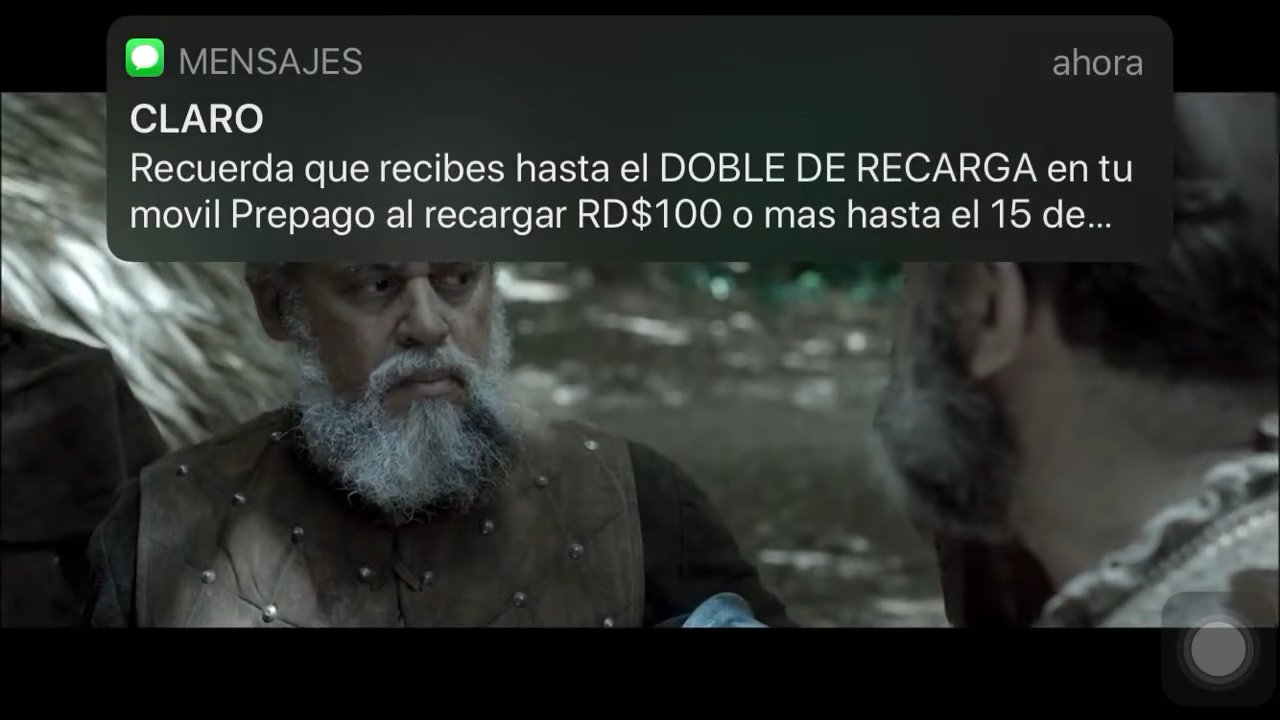 MENSAJES
ahora
CLARO
Recuerda que recibes hasta el DOBLE DE RECARGA en tu
movil Prepago al recargar RD$100 o mas hasta el 15 de...